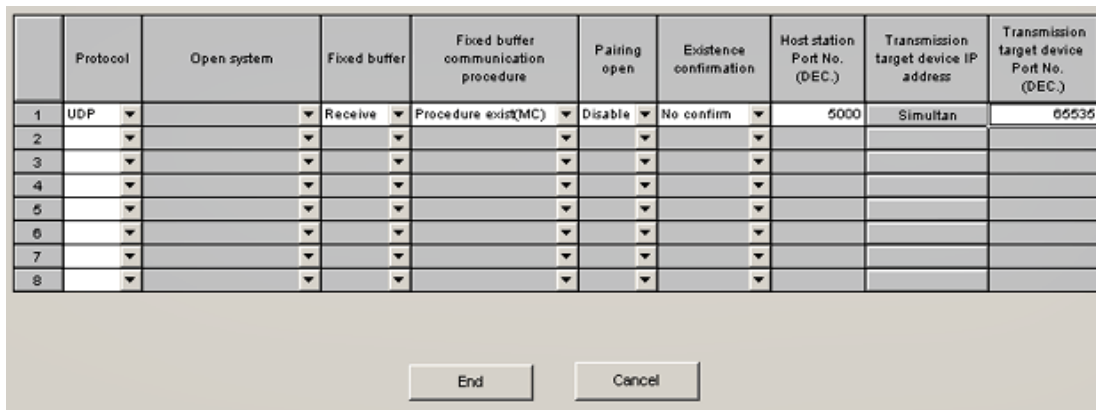 Protocol Open system Fixed buffer Fixed buffer communication procedure Pairing open Existence confirmation Host station Port No. (DEC.) Transmission target device IP address Transmission target device Port No. (DEC.)
1 UDP Receive Procedure exist(MC) Disable No confirm 5000 Simultan 65535
2
3
4
5
6
7
8
End Cancel